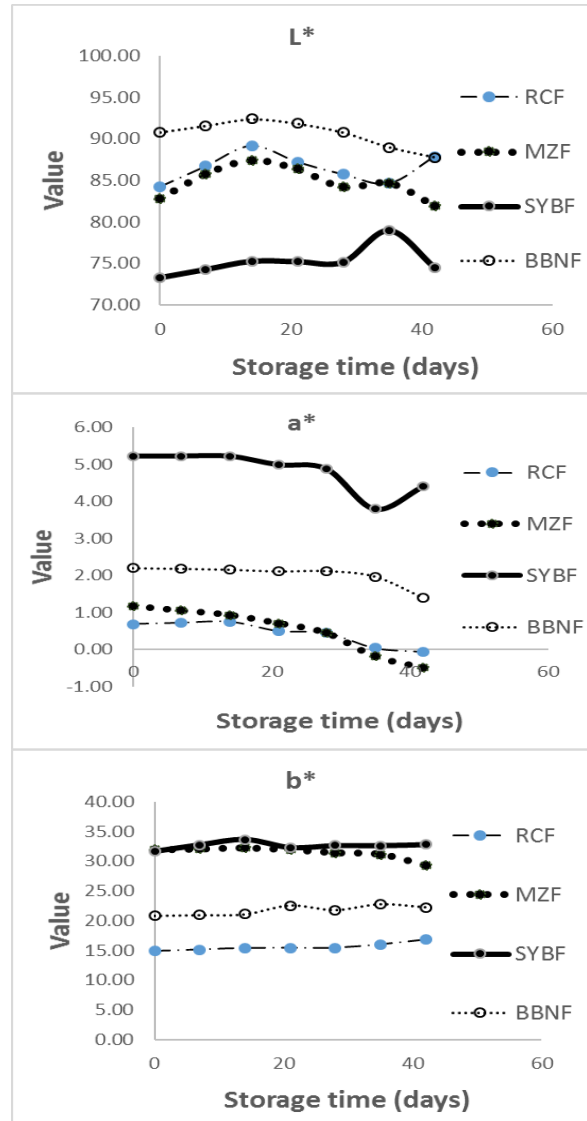 L*
100.00
95.00
90.00
85.00
80.00
75.00
70.00
Value
0
20
40
60
Storage time (days)
RCF
MZF
SYBF
BBNF
a*
6.00
5.00
4.00
3.00
2.00
1.00
0.00
-1.00
Value
0
20
40
60
Storage time (days)
RCF
MZF
SYBF
BBNF
b*
40.00
35.00
30.00
25.00
20.00
15.00
10.00
5.00
0.00
Value
0
20
40
60
Storage time (days)
RCF
MZF
SYBF
BBNF